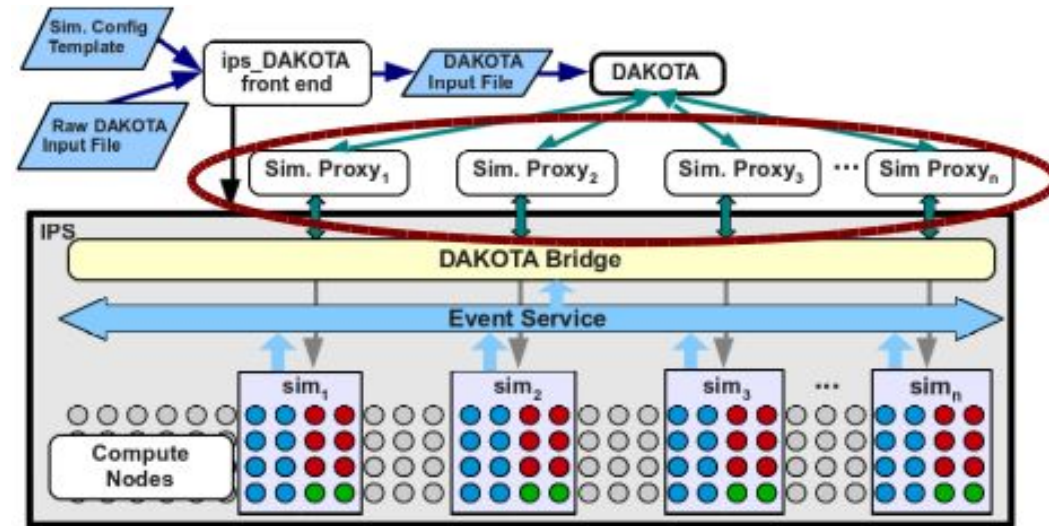 Sim. Config
Template
ips_DAKOTA
front end
DAKOTA
Input File
DAKOTA
Raw DAKOTA
Input File
Sim. Proxy₁
Sim. Proxy₂
Sim. Proxy₃
...
Sim Proxyₙ
IPS
DAKOTA Bridge
Event Service
sim₁
sim₂
sim₃
...
simₙ
Compute
Nodes